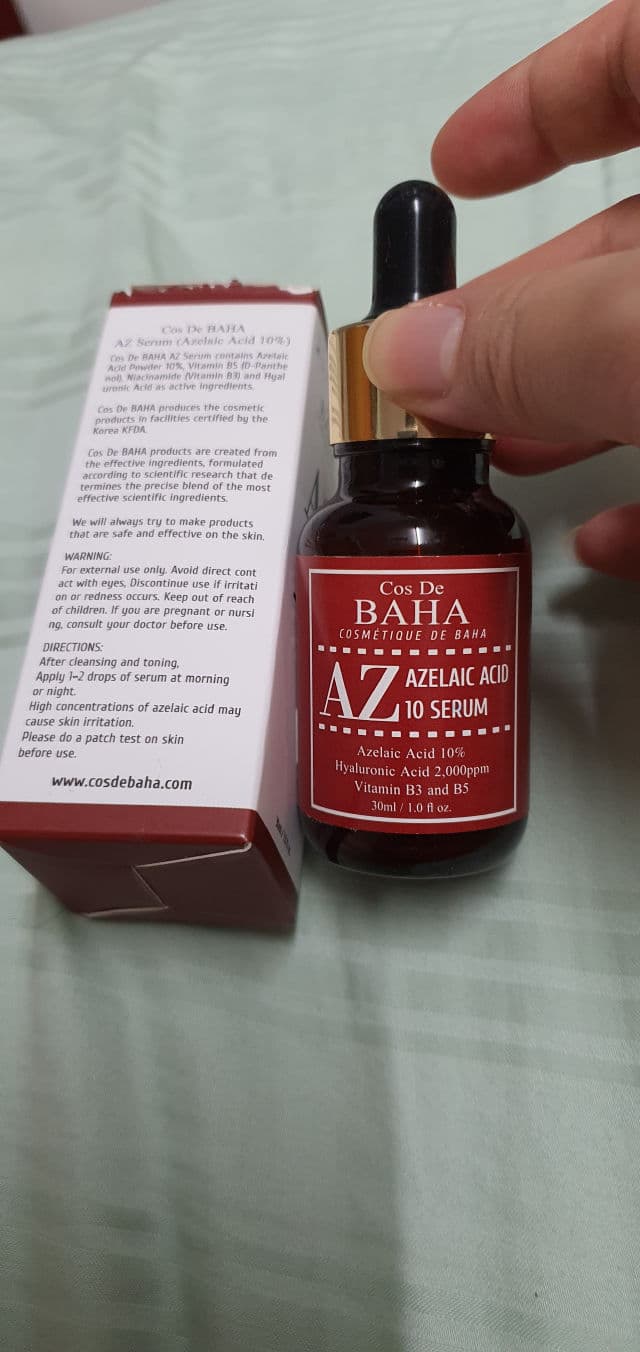 Cos De BAHA
AZ Serum (Azelaic Acid 10%)
Cos De BAHA AZ Serum contains Azelaic
Acid Powder 10%, Vitamin B5 (D-Panthe
nol), Niacinamide (Vitamin B3) and Hyal
uronic Acid as active ingredients.
Cos De BAHA produces the cosmetic
products in facilities certified by the
Korea KFDA.
Cos De BAHA products are created from
the effective ingredients, formulated
according to scientific research that de
termines the precise blend of the most
effective scientific ingredients.
We will always try to make products
that are safe and effective on the skin.
WARNING:
For external use only. Avoid direct cont
act with eyes, Discontinue use if irritati
on or redness occurs. Keep out of reach
of children. If you are pregnant or nursi
ng, consult your doctor before use.
DIRECTIONS:
After cleansing and toning,
Apply 1-2 drops of serum at morning
or night.
High concentrations of azelaic acid may
cause skin irritation.
Please do a patch test on skin
before use.
www.cosdebaha.com
Cos De
BAHA
COSMÉTIQUE DE BAHA
AZ AZELAIC ACID
10 SERUM
Azelaic Acid 10%
Hyaluronic Acid 2,000ppm
Vitamin B3 and B5
30ml / 1.0 fl oz.